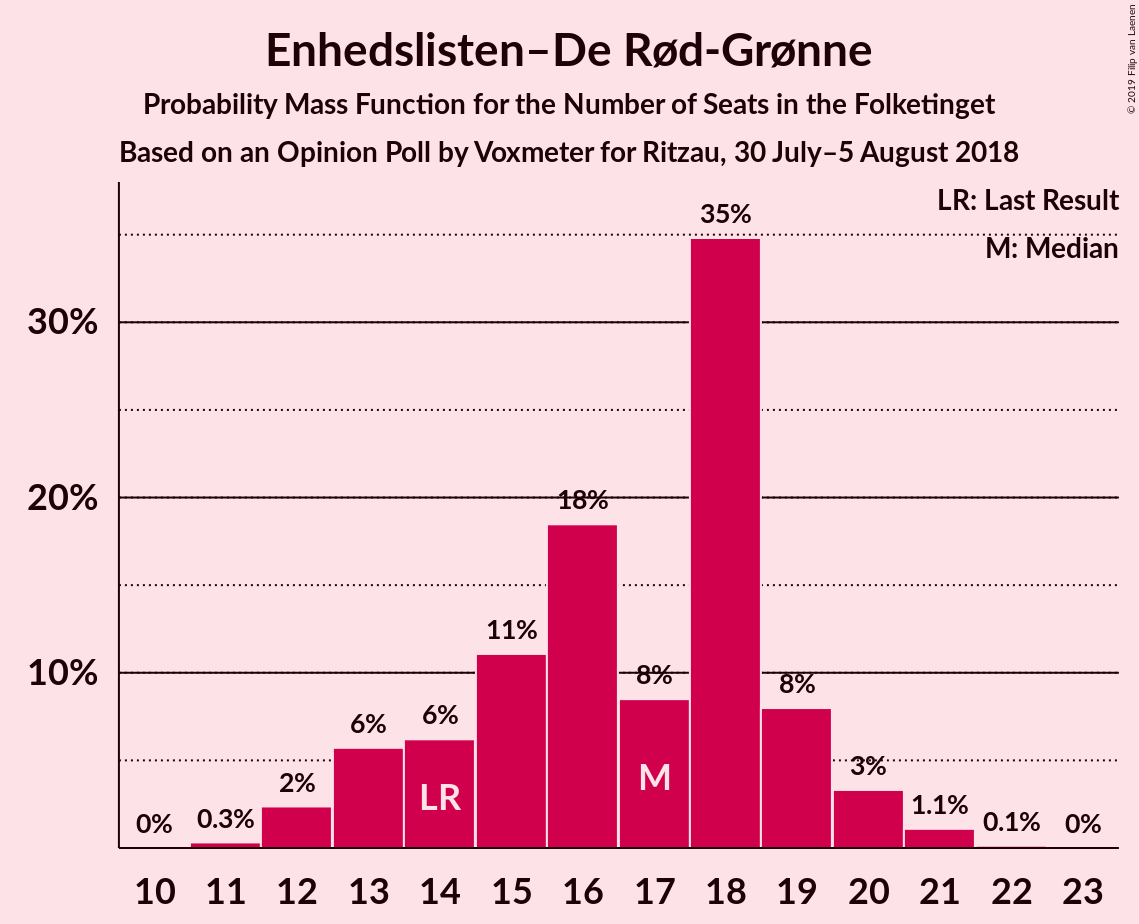 Enhedslisten–De Rød-Grønne
Probability Mass Function for the Number of Seats in the Folketinget
Based on an Opinion Poll by Voxmeter for Ritzau, 30 July–5 August 2018
© 2019 Filip van Laenen
LR: Last Result
M: Median
30%
20%
10%
0%
0.3%
2%
6%
6%
11%
18%
8%
35%
8%
3%
1.1%
0.1%
0%
LR
M
10 11 12 13 14 15 16 17 18 19 20 21 22 23